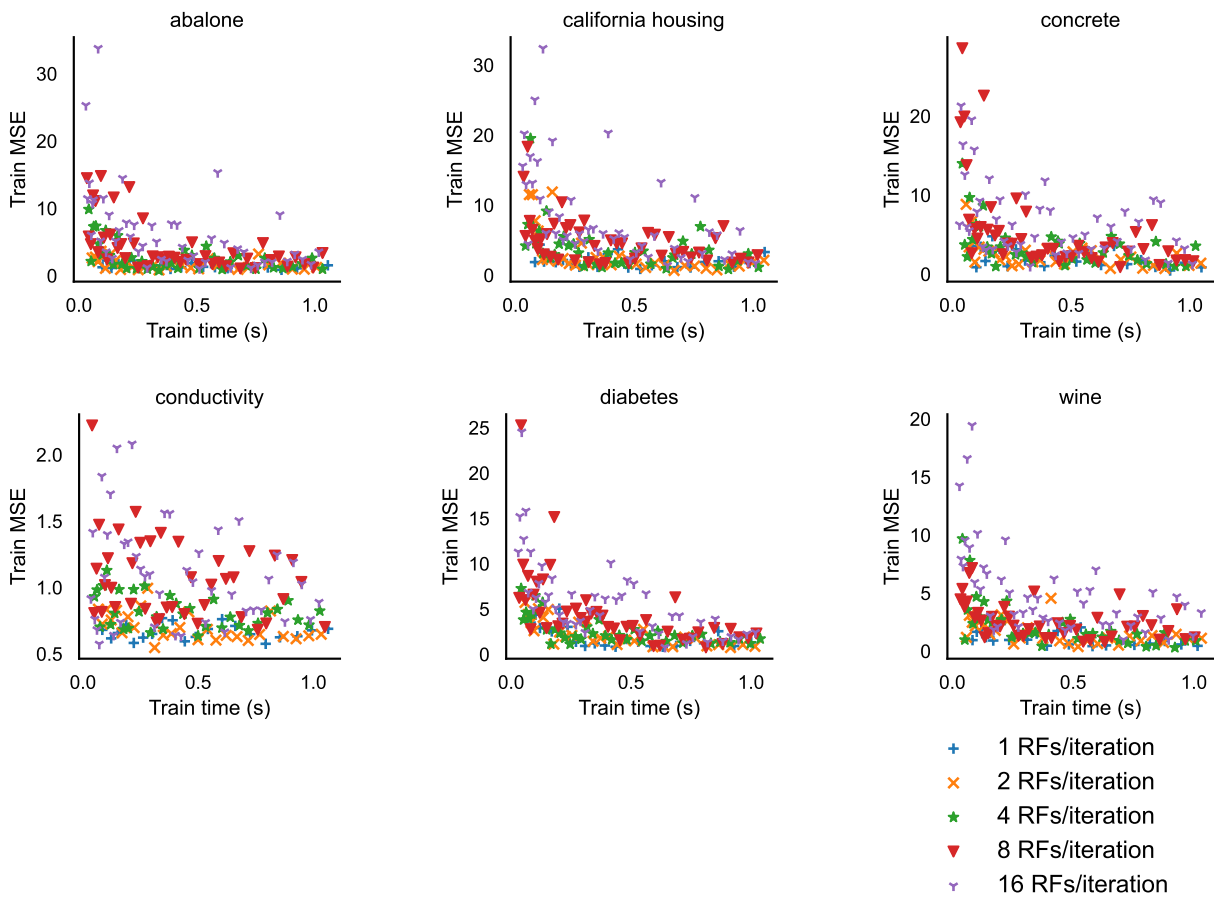 abalone
california housing
concrete
Train MSE
30
20
10
0
0.0 0.5 1.0
Train time (s)
Train MSE
30
20
10
0
0.0 0.5 1.0
Train time (s)
Train MSE
20
10
0
0.0 0.5 1.0
Train time (s)
conductivity
diabetes
wine
Train MSE
2.0
1.5
1.0
0.5
0.0 0.5 1.0
Train time (s)
Train MSE
25
20
15
10
5
0
0.0 0.5 1.0
Train time (s)
Train MSE
20
15
10
5
0
0.0 0.5 1.0
Train time (s)
1 RFs/iteration
2 RFs/iteration
4 RFs/iteration
8 RFs/iteration
16 RFs/iteration